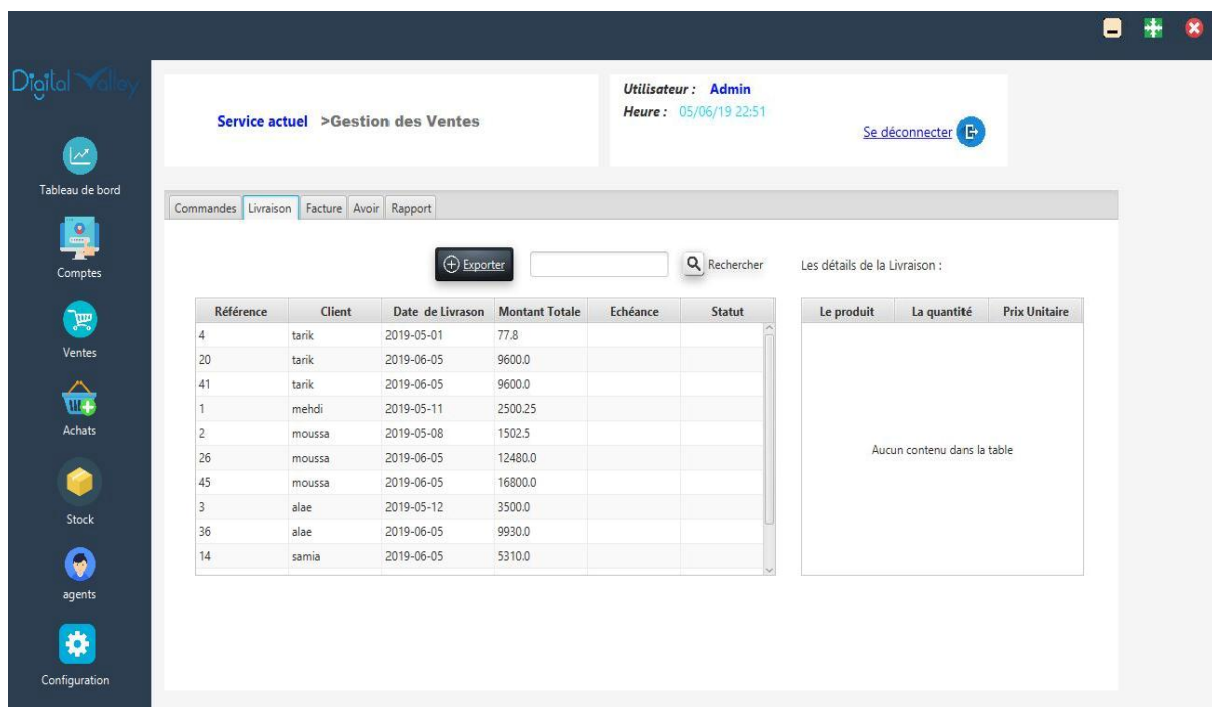 Digital Valley
Utilisateur : Admin
Heure : 05/06/19 22:51
Service actuel >Gestion des Ventes
Se déconnecter
Tableau de bord
Comptes
Ventes
Achats
Stock
agents
Configuration
Commandes Livraison Facture Avoir Rapport
Exporter Rechercher Les détails de la Livraison :
Référence Client Date de Livrason Montant Totale Echéance Statut
4 tarik 2019-05-01 77.8
20 tarik 2019-06-05 9600.0
41 tarik 2019-06-05 9600.0
1 mehdi 2019-05-11 2500.25
2 moussa 2019-05-08 1502.5
26 moussa 2019-06-05 12480.0
45 moussa 2019-06-05 16800.0
3 alae 2019-05-12 3500.0
36 alae 2019-06-05 9930.0
14 samia 2019-06-05 5310.0
Le produit La quantité Prix Unitaire
Aucun contenu dans la table